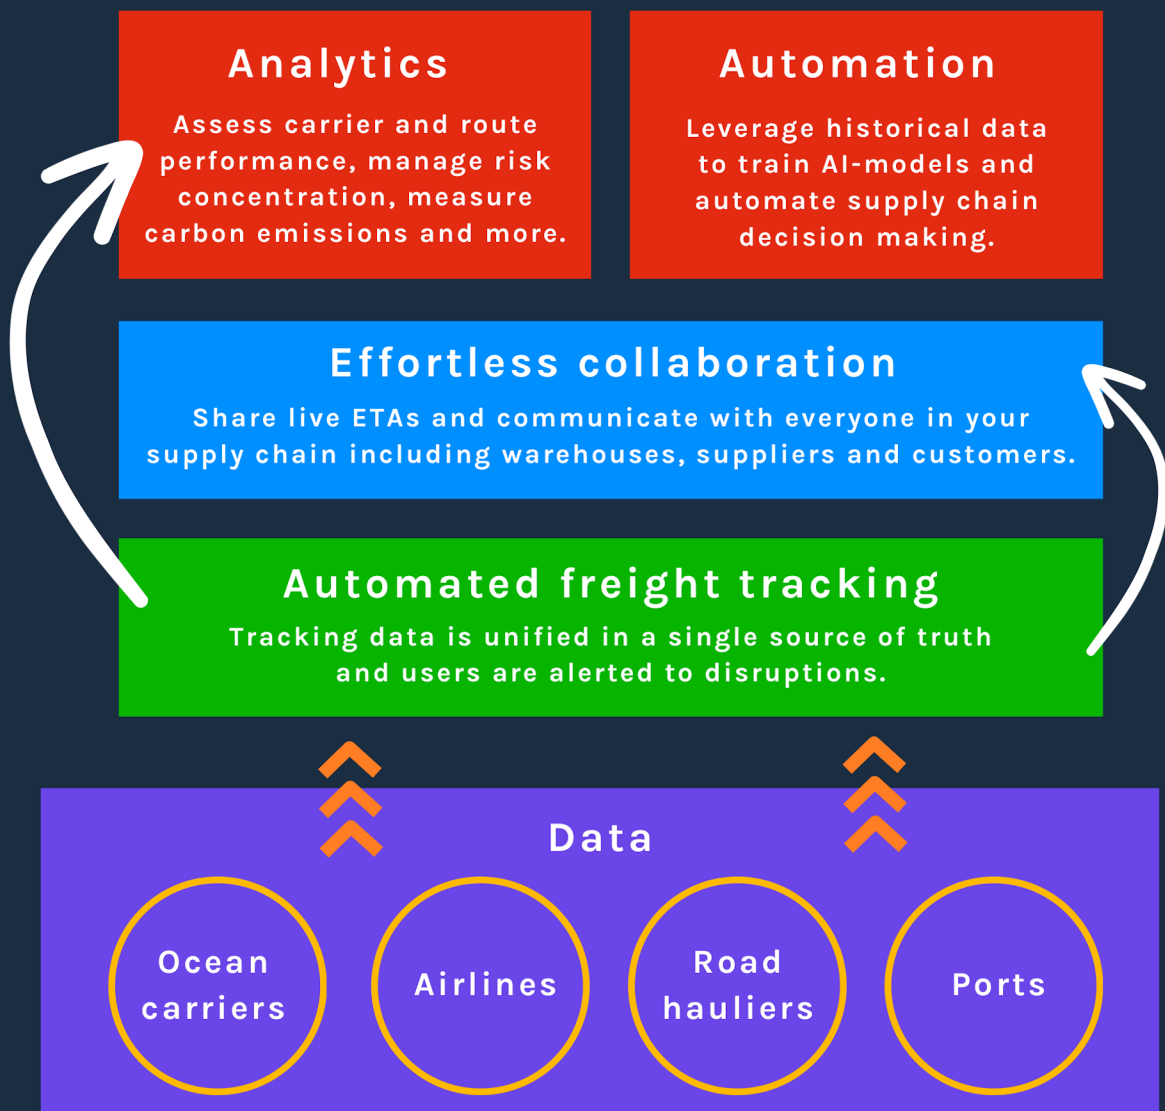 Analytics
Assess carrier and route
performance, manage risk
concentration, measure
carbon emissions and more.
Automation
Leverage historical data
to train AI-models and
automate supply chain
decision making.
Effortless collaboration
Share live ETAs and communicate with everyone in your
supply chain including warehouses, suppliers and customers.
Automated freight tracking
Tracking data is unified in a single source of truth
and users are alerted to disruptions.
Data
Ocean
carriers
Airlines
Road
hauliers
Ports